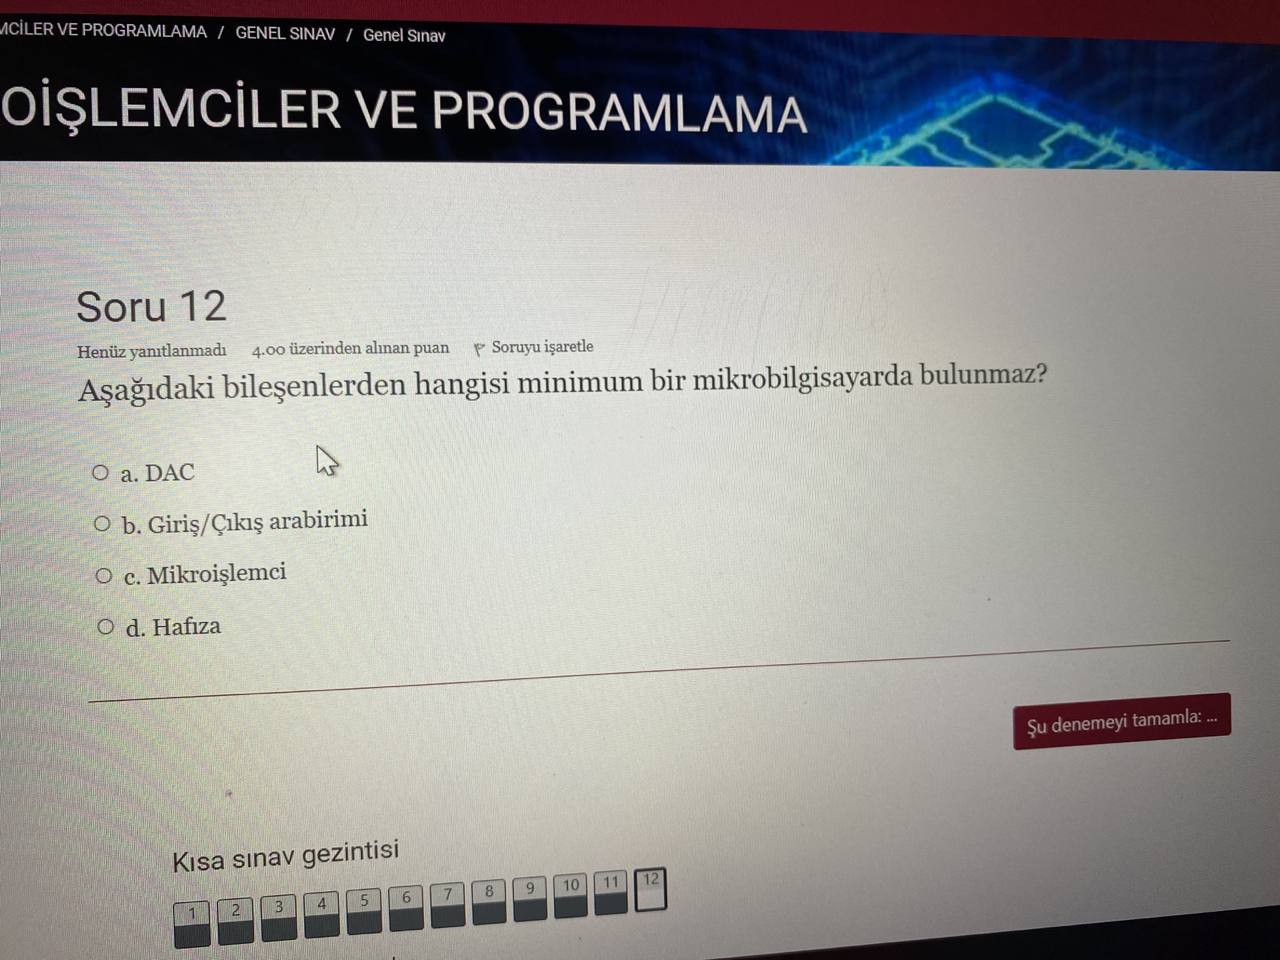 MCİLER VE PROGRAMLAMA / GENEL SINAV / Genel Sınav
OİŞLEMCİLER VE PROGRAMLAMA
Soru 12
Henüz yanıtlanmadı 4.00 üzerinden alınan puan Soruyu işaretle
Aşağıdaki bileşenlerden hangisi minimum bir mikrobilgisayarda bulunmaz?
a. DAC
b. Giriş/Çıkış arabirimi
c. Mikroişlemci
d. Hafıza
Şu denemeyi tamamla: ...
Kısa sınav gezintisi
1 2 3 4 5 6 7 8 9 10 11 12